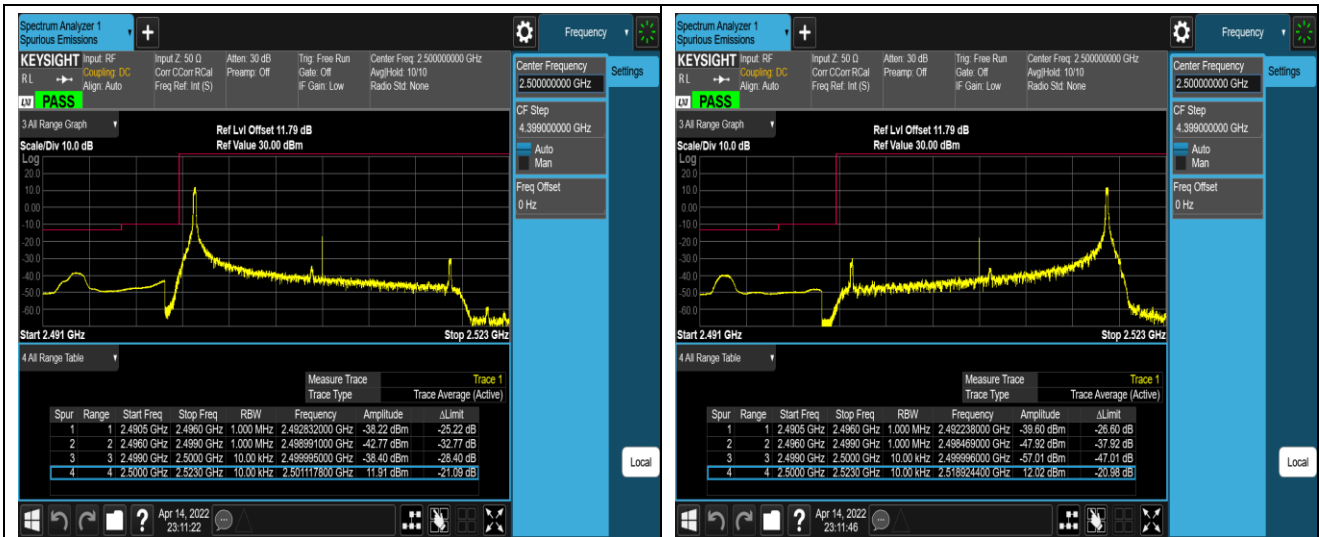 Spectrum Analyzer 1
Spurious Emissions
+
Frequency
KEYSIGHT Input: RF Input Z: 50 Ω Atten: 30 dB Trig: Free Run Center Freq: 2.500000000 GHz
RL Coupling: DC Corr CCorr RCal Preamp: Off Gate: Off Avg|Hold: 10/10
Align: Auto Freq Ref: Int (S) IF Gain: Low Radio Std: None
LXI PASS
Center Frequency
2.500000000 GHz
Settings
CF Step
4.399000000 GHz
Auto
Man
Freq Offset
0 Hz
3 All Range Graph
Ref Lvl Offset 11.79 dB
Scale/Div 10.0 dB Ref Value 30.00 dBm
Log
20.0
10.0
0.00
-10.0
-20.0
-30.0
-40.0
-50.0
-60.0
Start 2.491 GHz Stop 2.523 GHz
4 All Range Table
Measure Trace Trace 1
Trace Type Trace Average (Active)
Spur Range Start Freq Stop Freq RBW Frequency Amplitude ΔLimit
1 1 2.4905 GHz 2.4960 GHz 1.000 MHz 2.492832000 GHz -38.22 dBm -25.22 dB
2 2 2.4960 GHz 2.4990 GHz 1.000 MHz 2.498991000 GHz -42.77 dBm -32.77 dB
3 3 2.4990 GHz 2.5000 GHz 10.00 kHz 2.499995000 GHz -38.40 dBm -28.40 dB
4 4 2.5000 GHz 2.5230 GHz 10.00 kHz 2.501117800 GHz 11.91 dBm -21.09 dB
Local
? Apr 14, 2022
23:11:22
Spectrum Analyzer 1
Spurious Emissions
+
Frequency
KEYSIGHT Input: RF Input Z: 50 Ω Atten: 30 dB Trig: Free Run Center Freq: 2.500000000 GHz
RL Coupling: DC Corr CCorr RCal Preamp: Off Gate: Off Avg|Hold: 10/10
Align: Auto Freq Ref: Int (S) IF Gain: Low Radio Std: None
LXI PASS
Center Frequency
2.500000000 GHz
Settings
CF Step
4.399000000 GHz
Auto
Man
Freq Offset
0 Hz
3 All Range Graph
Ref Lvl Offset 11.79 dB
Scale/Div 10.0 dB Ref Value 30.00 dBm
Log
20.0
10.0
0.00
-10.0
-20.0
-30.0
-40.0
-50.0
-60.0
Start 2.491 GHz Stop 2.523 GHz
4 All Range Table
Measure Trace Trace 1
Trace Type Trace Average (Active)
Spur Range Start Freq Stop Freq RBW Frequency Amplitude ΔLimit
1 1 2.4905 GHz 2.4960 GHz 1.000 MHz 2.492238000 GHz -39.60 dBm -26.60 dB
2 2 2.4960 GHz 2.4990 GHz 1.000 MHz 2.498469000 GHz -47.92 dBm -37.92 dB
3 3 2.4990 GHz 2.5000 GHz 10.00 kHz 2.499996000 GHz -57.01 dBm -47.01 dB
4 4 2.5000 GHz 2.5230 GHz 10.00 kHz 2.518924400 GHz 12.02 dBm -20.98 dB
Local
? Apr 14, 2022
23:11:46